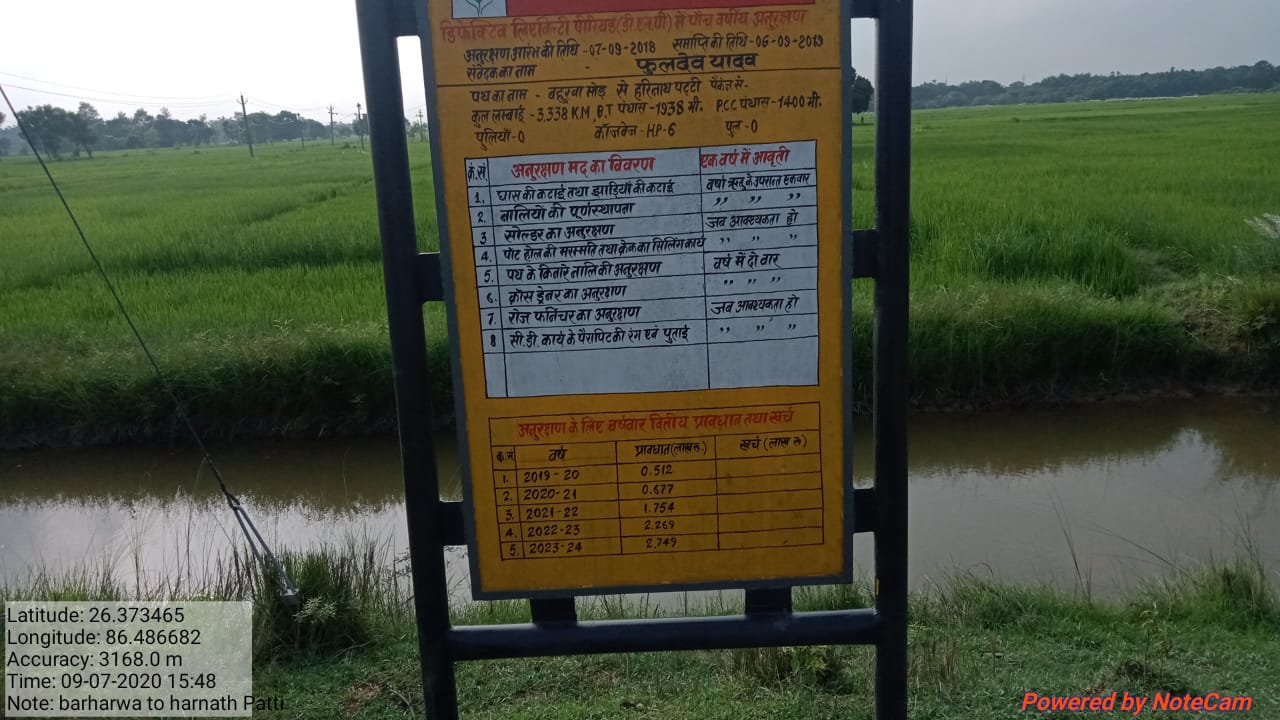 डिफेक्टिव लिएविटी पीरियड(डी.एल.पी) में पाँच वर्षीय अनुरक्षण
अनुरक्षण आरंभ की तिथि -07-09-2018 समाप्ति की तिथि -06-09-2019
संवेदक का नाम - फुलदेव यादव
पथ का नाम - बहुरवा मोड़ से हरिनाथ पट्टी पैकेज से-
कुल लम्बाई -3.338 KM, B.T पंथास -1938 मी. PCC पंथास -1400 मी.
पूलियाँ-0 कॉजवेज-HP-6 पुल-0
क्र.सं. अनुरक्षण मद का विवरण एक वर्ष में आवृती
1. घास की कटाई तथा झाड़ियों की कटाई वर्षा ऋतु के उपरान्त एक बार
2. नालियों की पूर्णस्थापना ,, ,, ,,
3 सोल्डर का अनुरक्षण जब आवश्यकता हो
4. पोट होल की मरम्मति तथा क्रेक का सिलिंग कार्य ,, ,, ,,
5. पथ के किनारे नालि की अनुरक्षण वर्ष में दो बार
6. क्रॉस ड्रेनर का अनुरक्षण ,, ,, ,,
7. रोज फर्निचर का अनुरक्षण जब आवश्यकता हो
8 सी.डी. कार्य के पैरापिट की रंग एवं पुताई ,, ,, ,,
अनुरक्षण के लिए वर्षवार वितीय प्रावधान तथा खर्च
क्र.सं वर्ष प्रावधान(लाख रू.) खर्च (लाख रू)
1. 2019-20 0.512
2. 2020-21 0.677
3. 2021-22 1.754
4. 2022-23 2.269
5. 2023-24 2.749
Latitude: 26.373465
Longitude: 86.486682
Accuracy: 3168.0 m
Time: 09-07-2020 15:48
Note: barharwa to harnath Patti
Powered by NoteCam